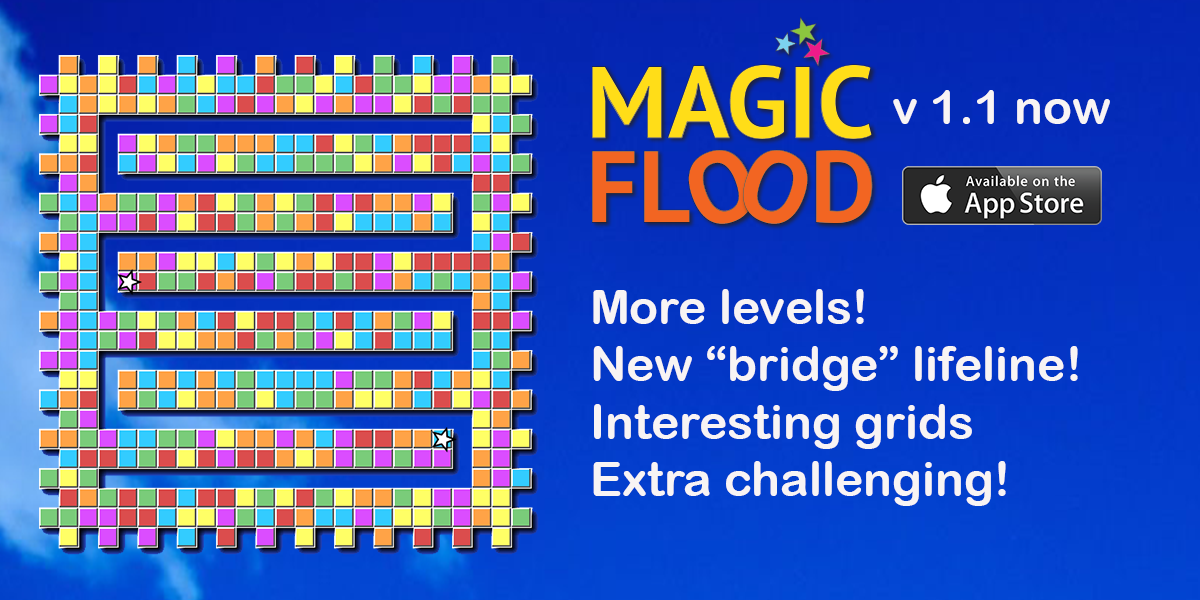 MAGIC
FLOOD
v 1.1 now
Available on the
App Store
More levels!
New “bridge” lifeline!
Interesting grids
Extra challenging!